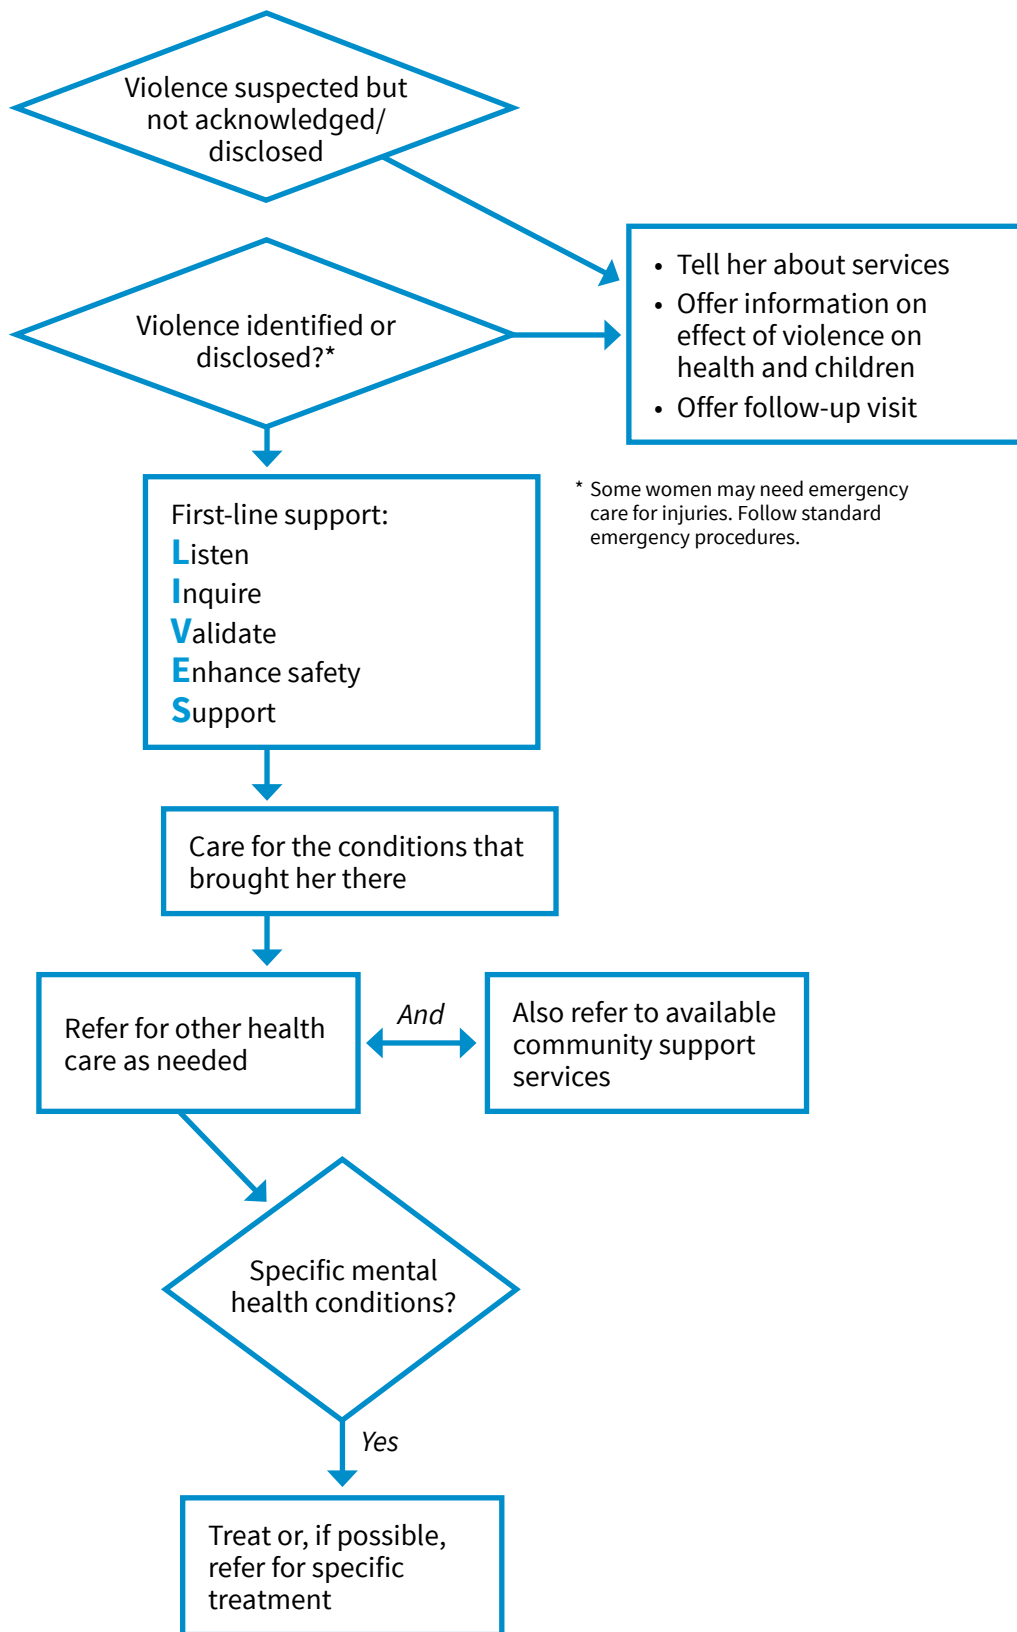 Violence suspected but
not acknowledged/
disclosed
Violence identified or
disclosed?*
• Tell her about services
• Offer information on
effect of violence on
health and children
• Offer follow-up visit
* Some women may need emergency
care for injuries. Follow standard
emergency procedures.
First-line support:
Listen
Inquire
Validate
Enhance safety
Support
Care for the conditions that
brought her there
Refer for other health
care as needed
And
Also refer to available
community support
services
Specific mental
health conditions?
Yes
Treat or, if possible,
refer for specific
treatment